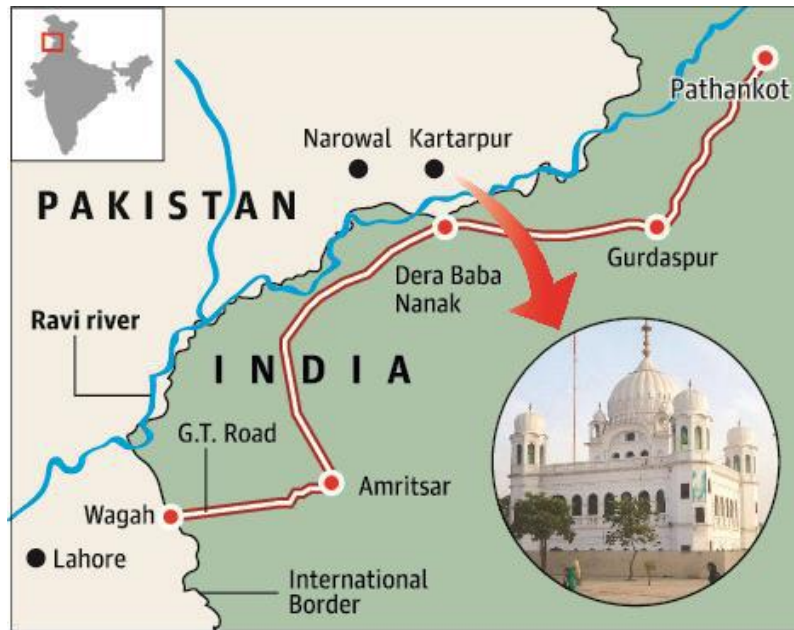 Pathankot
Narowal
Kartarpur
PAKISTAN
Gurdaspur
Dera Baba
Nanak
Ravi river
INDIA
G.T. Road
Amritsar
Wagah
Lahore
International
Border